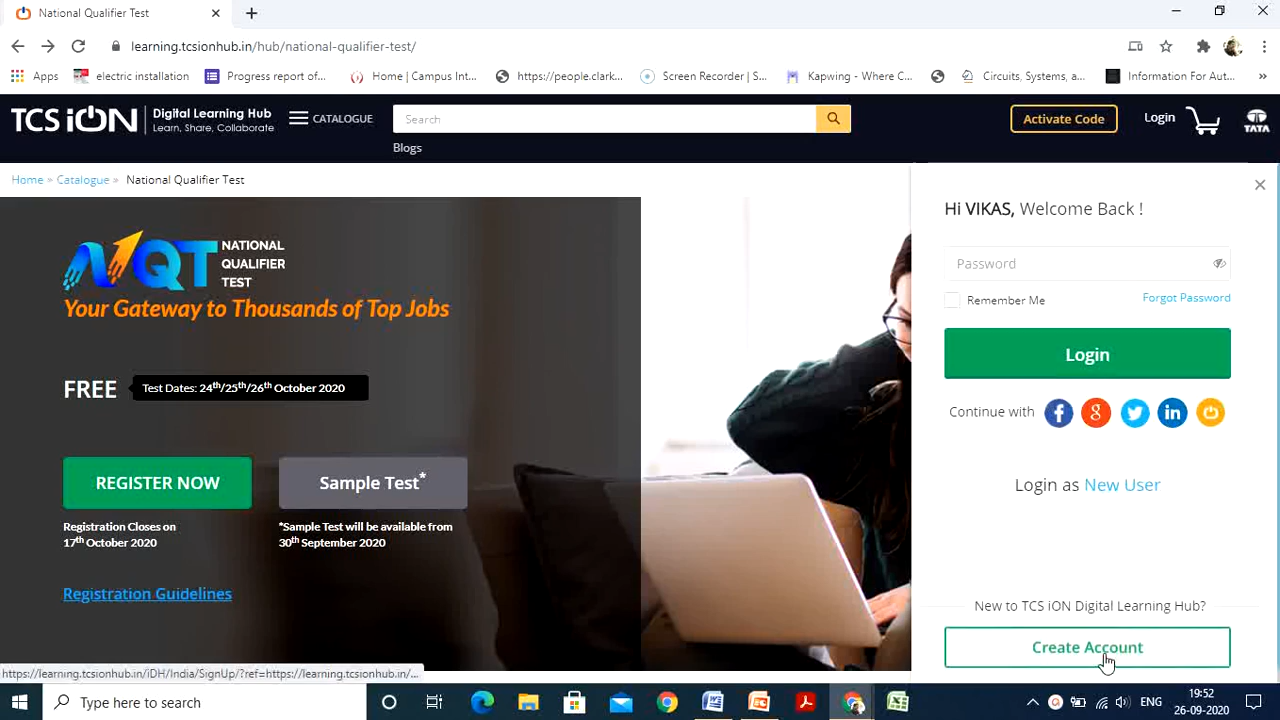 National Qualifier Test
learning.tcsionhub.in/hub/national-qualifier-test/
Apps
electric installation
Progress report of...
Home | Campus Int...
https://people.clark...
Screen Recorder | S...
Kapwing - Where C...
Circuits, Systems, a...
Information For Aut...
»
TCS iON
Digital Learning Hub
Learn, Share, Collaborate
CATALOGUE
Search
Activate Code
Login
TATA
Blogs
Home » Catalogue » National Qualifier Test
NQT
NATIONAL
QUALIFIER
TEST
Your Gateway to Thousands of Top Jobs
FREE
Test Dates: 24th/25th/26th October 2020
REGISTER NOW
Sample Test*
Registration Closes on
17th October 2020
*Sample Test will be available from
30th September 2020
Registration Guidelines
Hi VIKAS, Welcome Back !
Password
Remember Me
Forgot Password
Login
Continue with
Login as New User
New to TCS iON Digital Learning Hub?
Create Account
https://learning.tcsionhub.in/iDH/India/SignUp/?ref=https://learning.tcsionhub.in/...
Type here to search
ENG
19:52
26-09-2020